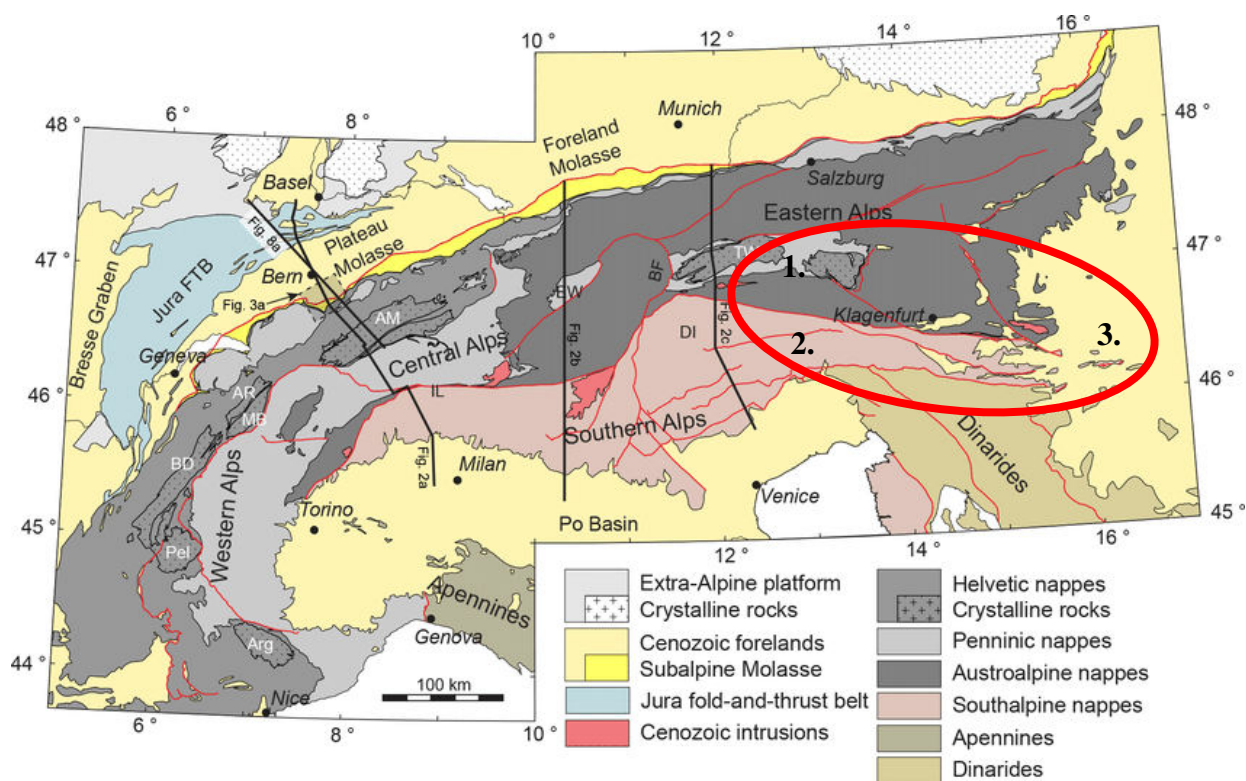 10 °
12 °
14 °
16 °
6 °
8 °
48 °
48 °
Munich
Foreland
Molasse
Basel
Salzburg
Fig. 8a
Plateau
Molasse
Eastern Alps
47 °
47 °
Bern
TW
1.
Bresse Graben
Jura FTB
Fig. 3a
BF
EW
Klagenfurt
AM
Fig. 2b
Fig. 2c
DI
2.
3.
Geneva
Central Alps
46 °
46 °
AR
IL
MB
Southern Alps
Dinarides
BD
Fig. 2a
Milan
Western Alps
Venice
Torino
45 °
45 °
Po Basin
Pel
12 °
14 °
16 °
Apennines
Arg
Genova
44 °
100 km
Nice
6 °
8 °
10 °
Extra-Alpine platform
Crystalline rocks
Cenozoic forelands
Subalpine Molasse
Jura fold-and-thrust belt
Cenozoic intrusions
Helvetic nappes
Crystalline rocks
Penninic nappes
Austroalpine nappes
Southalpine nappes
Apennines
Dinarides